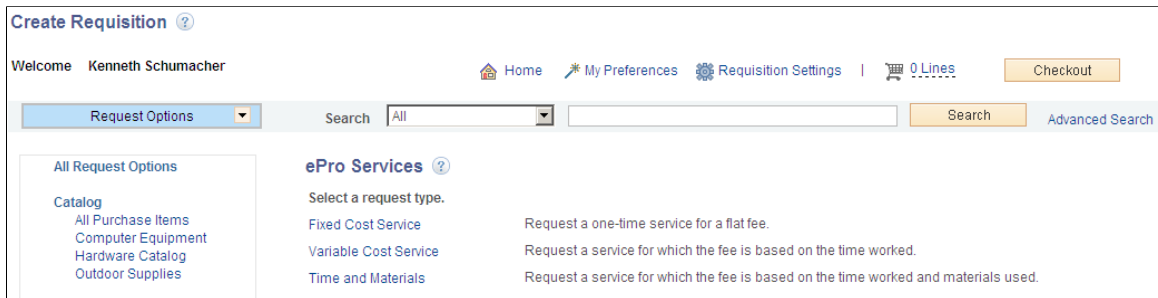 Create Requisition ?
Welcome Kenneth Schumacher
Home My Preferences Requisition Settings | 0 Lines Checkout
Request Options Search All Search Advanced Search
All Request Options
Catalog
All Purchase Items
Computer Equipment
Hardware Catalog
Outdoor Supplies
ePro Services ?
Select a request type.
Fixed Cost Service Request a one-time service for a flat fee.
Variable Cost Service Request a service for which the fee is based on the time worked.
Time and Materials Request a service for which the fee is based on the time worked and materials used.